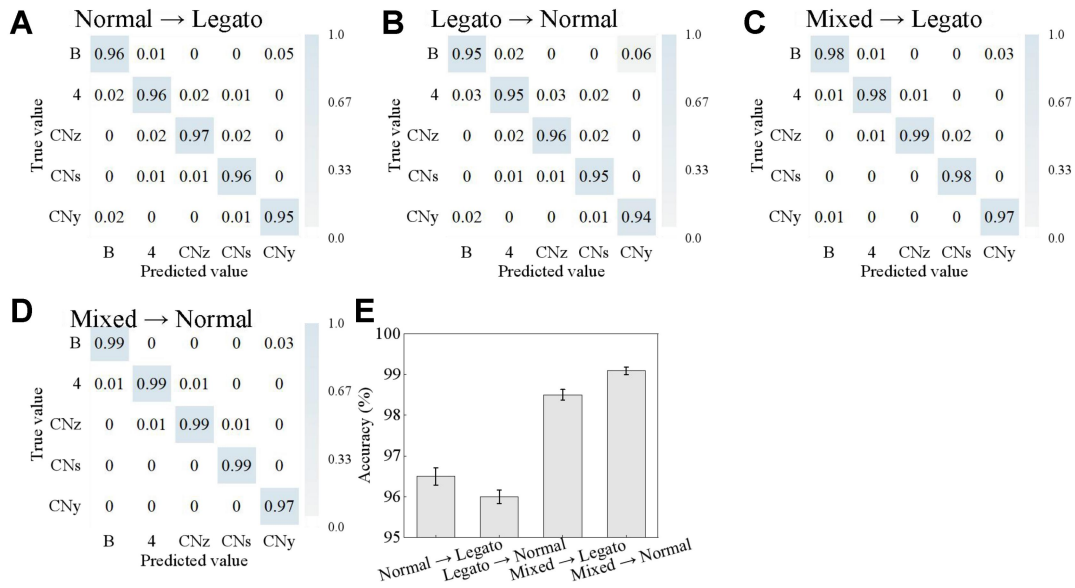 A
Normal → Legato
B 0.96 0.01 0 0 0.05
4 0.02 0.96 0.02 0.01 0
CNz 0 0.02 0.97 0.02 0
CNs 0 0.01 0.01 0.96 0
CNy 0.02 0 0 0.01 0.95
B 4 CNz CNs CNy
Predicted value
True value
1.0
0.67
0.33
0.0
B
Legato → Normal
B 0.95 0.02 0 0 0.06
4 0.03 0.95 0.03 0.02 0
CNz 0 0.02 0.96 0.02 0
CNs 0 0.01 0.01 0.95 0
CNy 0.02 0 0 0.01 0.94
B 4 CNz CNs CNy
Predicted value
True value
1.0
0.67
0.33
0.0
C
Mixed → Legato
B 0.98 0.01 0 0 0.03
4 0.01 0.98 0.01 0 0
CNz 0 0.01 0.99 0.02 0
CNs 0 0 0 0.98 0
CNy 0.01 0 0 0 0.97
B 4 CNz CNs CNy
Predicted value
True value
1.0
0.67
0.33
0.0
D
Mixed → Normal
B 0.99 0 0 0 0.03
4 0.01 0.99 0.01 0 0
CNz 0 0.01 0.99 0.01 0
CNs 0 0 0 0.99 0
CNy 0 0 0 0 0.97
B 4 CNz CNs CNy
Predicted value
True value
1.0
0.67
0.33
0.0
E
100
99
98
97
96
95
Accuracy (%)
Normal → Legato
Legato → Normal
Mixed → Legato
Mixed → Normal